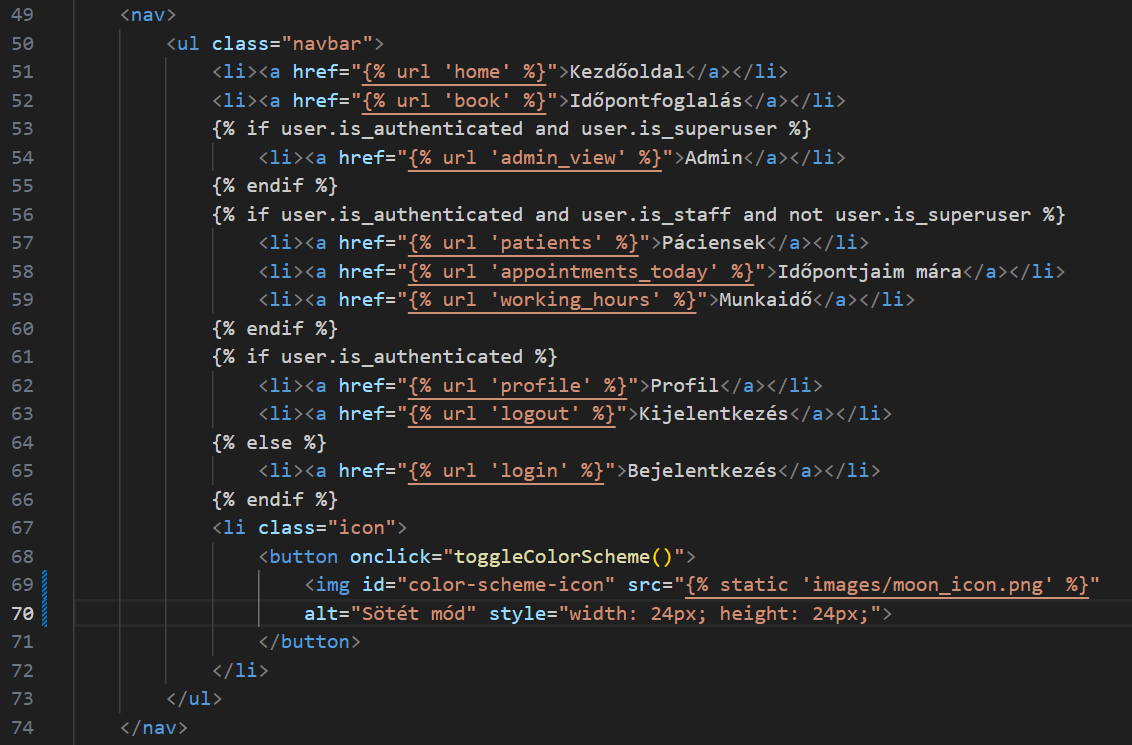 49 <nav>
50 <ul class="navbar">
51 <li><a href="{% url 'home' %}">Kezdőoldal</a></li>
52 <li><a href="{% url 'book' %}">Időpontfoglalás</a></li>
53 {% if user.is_authenticated and user.is_superuser %}
54 <li><a href="{% url 'admin_view' %}">Admin</a></li>
55 {% endif %}
56 {% if user.is_authenticated and user.is_staff and not user.is_superuser %}
57 <li><a href="{% url 'patients' %}">Páciensek</a></li>
58 <li><a href="{% url 'appointments_today' %}">Időpontjaim mára</a></li>
59 <li><a href="{% url 'working_hours' %}">Munkaidő</a></li>
60 {% endif %}
61 {% if user.is_authenticated %}
62 <li><a href="{% url 'profile' %}">Profil</a></li>
63 <li><a href="{% url 'logout' %}">Kijelentkezés</a></li>
64 {% else %}
65 <li><a href="{% url 'login' %}">Bejelentkezés</a></li>
66 {% endif %}
67 <li class="icon">
68 <button onclick="toggleColorScheme()">
69 <img id="color-scheme-icon" src="{% static 'images/moon_icon.png' %}"
70 alt="Sötét mód" style="width: 24px; height: 24px;">
71 </button>
72 </li>
73 </ul>
74 </nav>